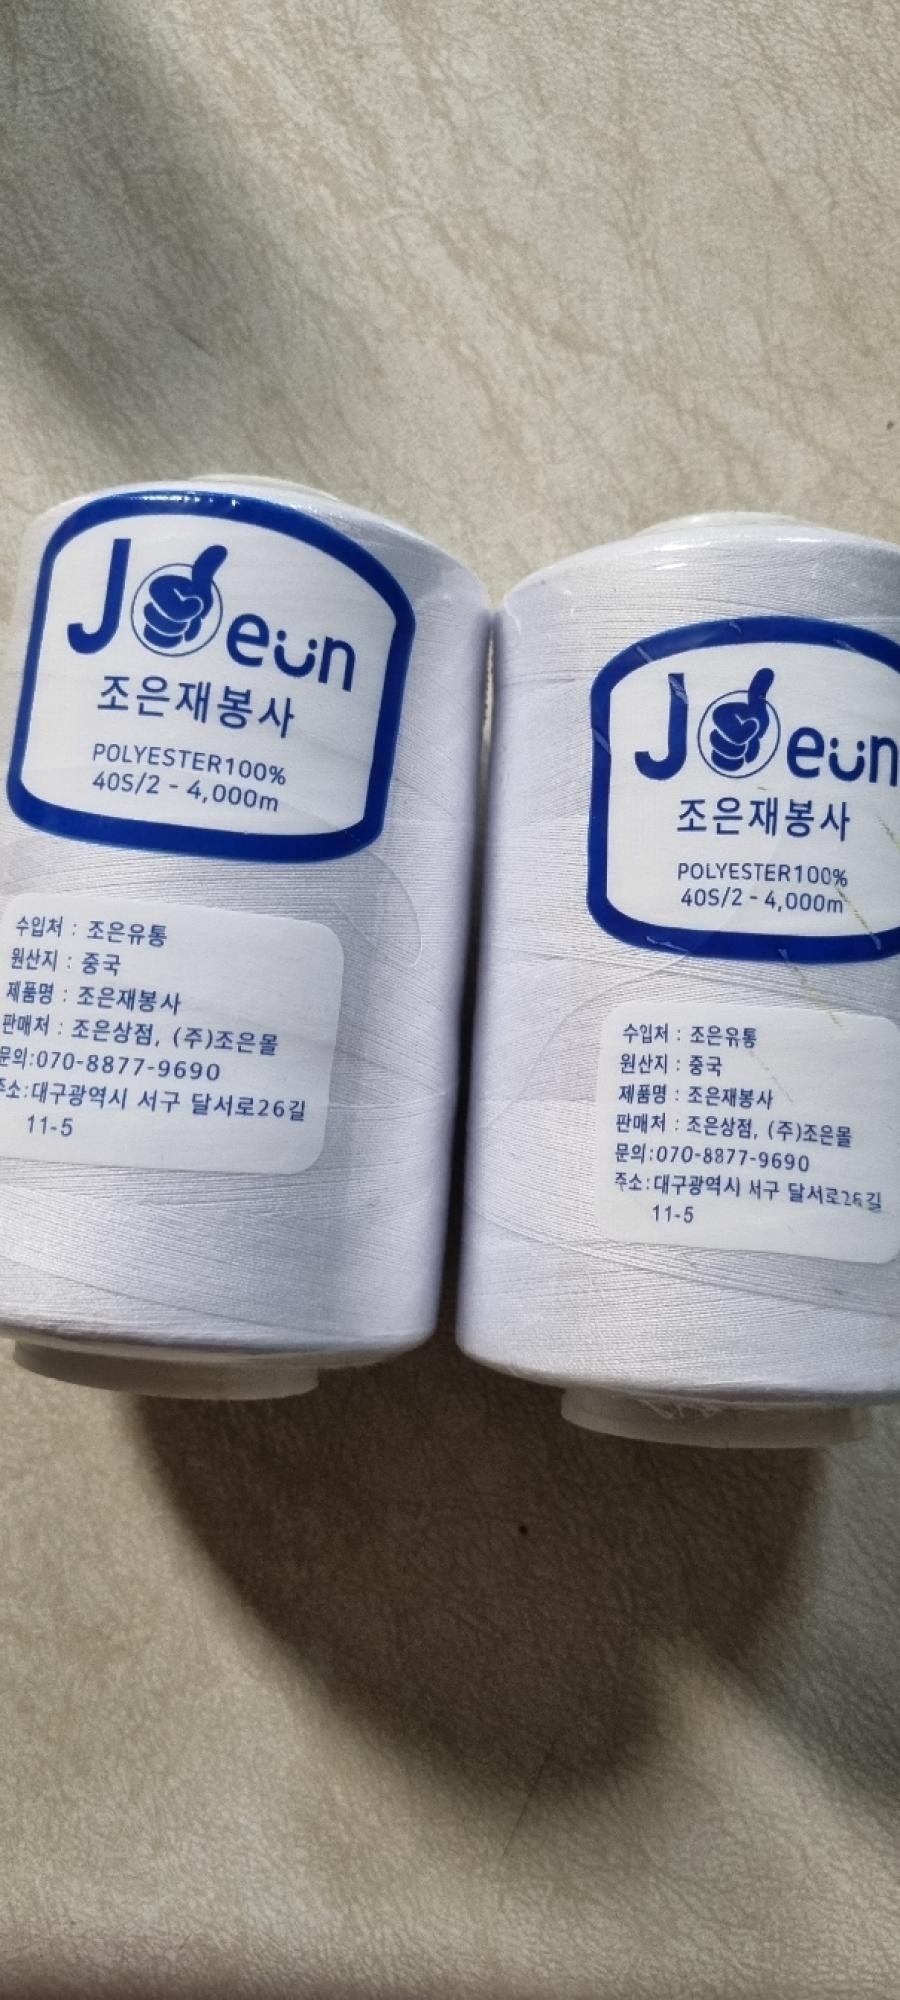 Joeun
조은재봉사
POLYESTER100%
40S/2 - 4,000m
수입처 : 조은유통
원산지 : 중국
제품명 : 조은재봉사
판매처 : 조은상점, (주)조은몰
문의:070-8877-9690
주소:대구광역시 서구 달서로26길
11-5
Joeun
조은재봉사
POLYESTER100%
40S/2 - 4,000m
수입처 : 조은유통
원산지 : 중국
제품명 : 조은재봉사
판매처 : 조은상점, (주)조은몰
문의:070-8877-9690
주소:대구광역시 서구 달서로26길
11-5